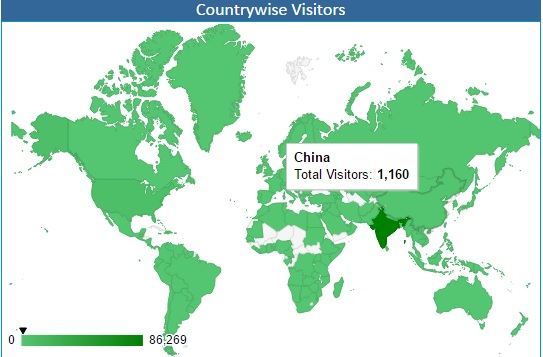 Countrywise Visitors
China
Total Visitors: 1,160
0 86,269